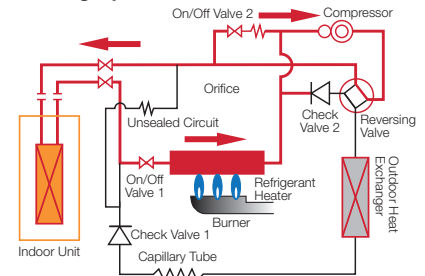 On/Off Valve 2
Compressor
Orifice
Unsealed Circuit
Check
Valve 2
Reversing
Valve
On/Off
Valve 1
Refrigerant
Heater
Burner
Outdoor Heat
Exchanger
Indoor Unit
Check Valve 1
Capillary Tube